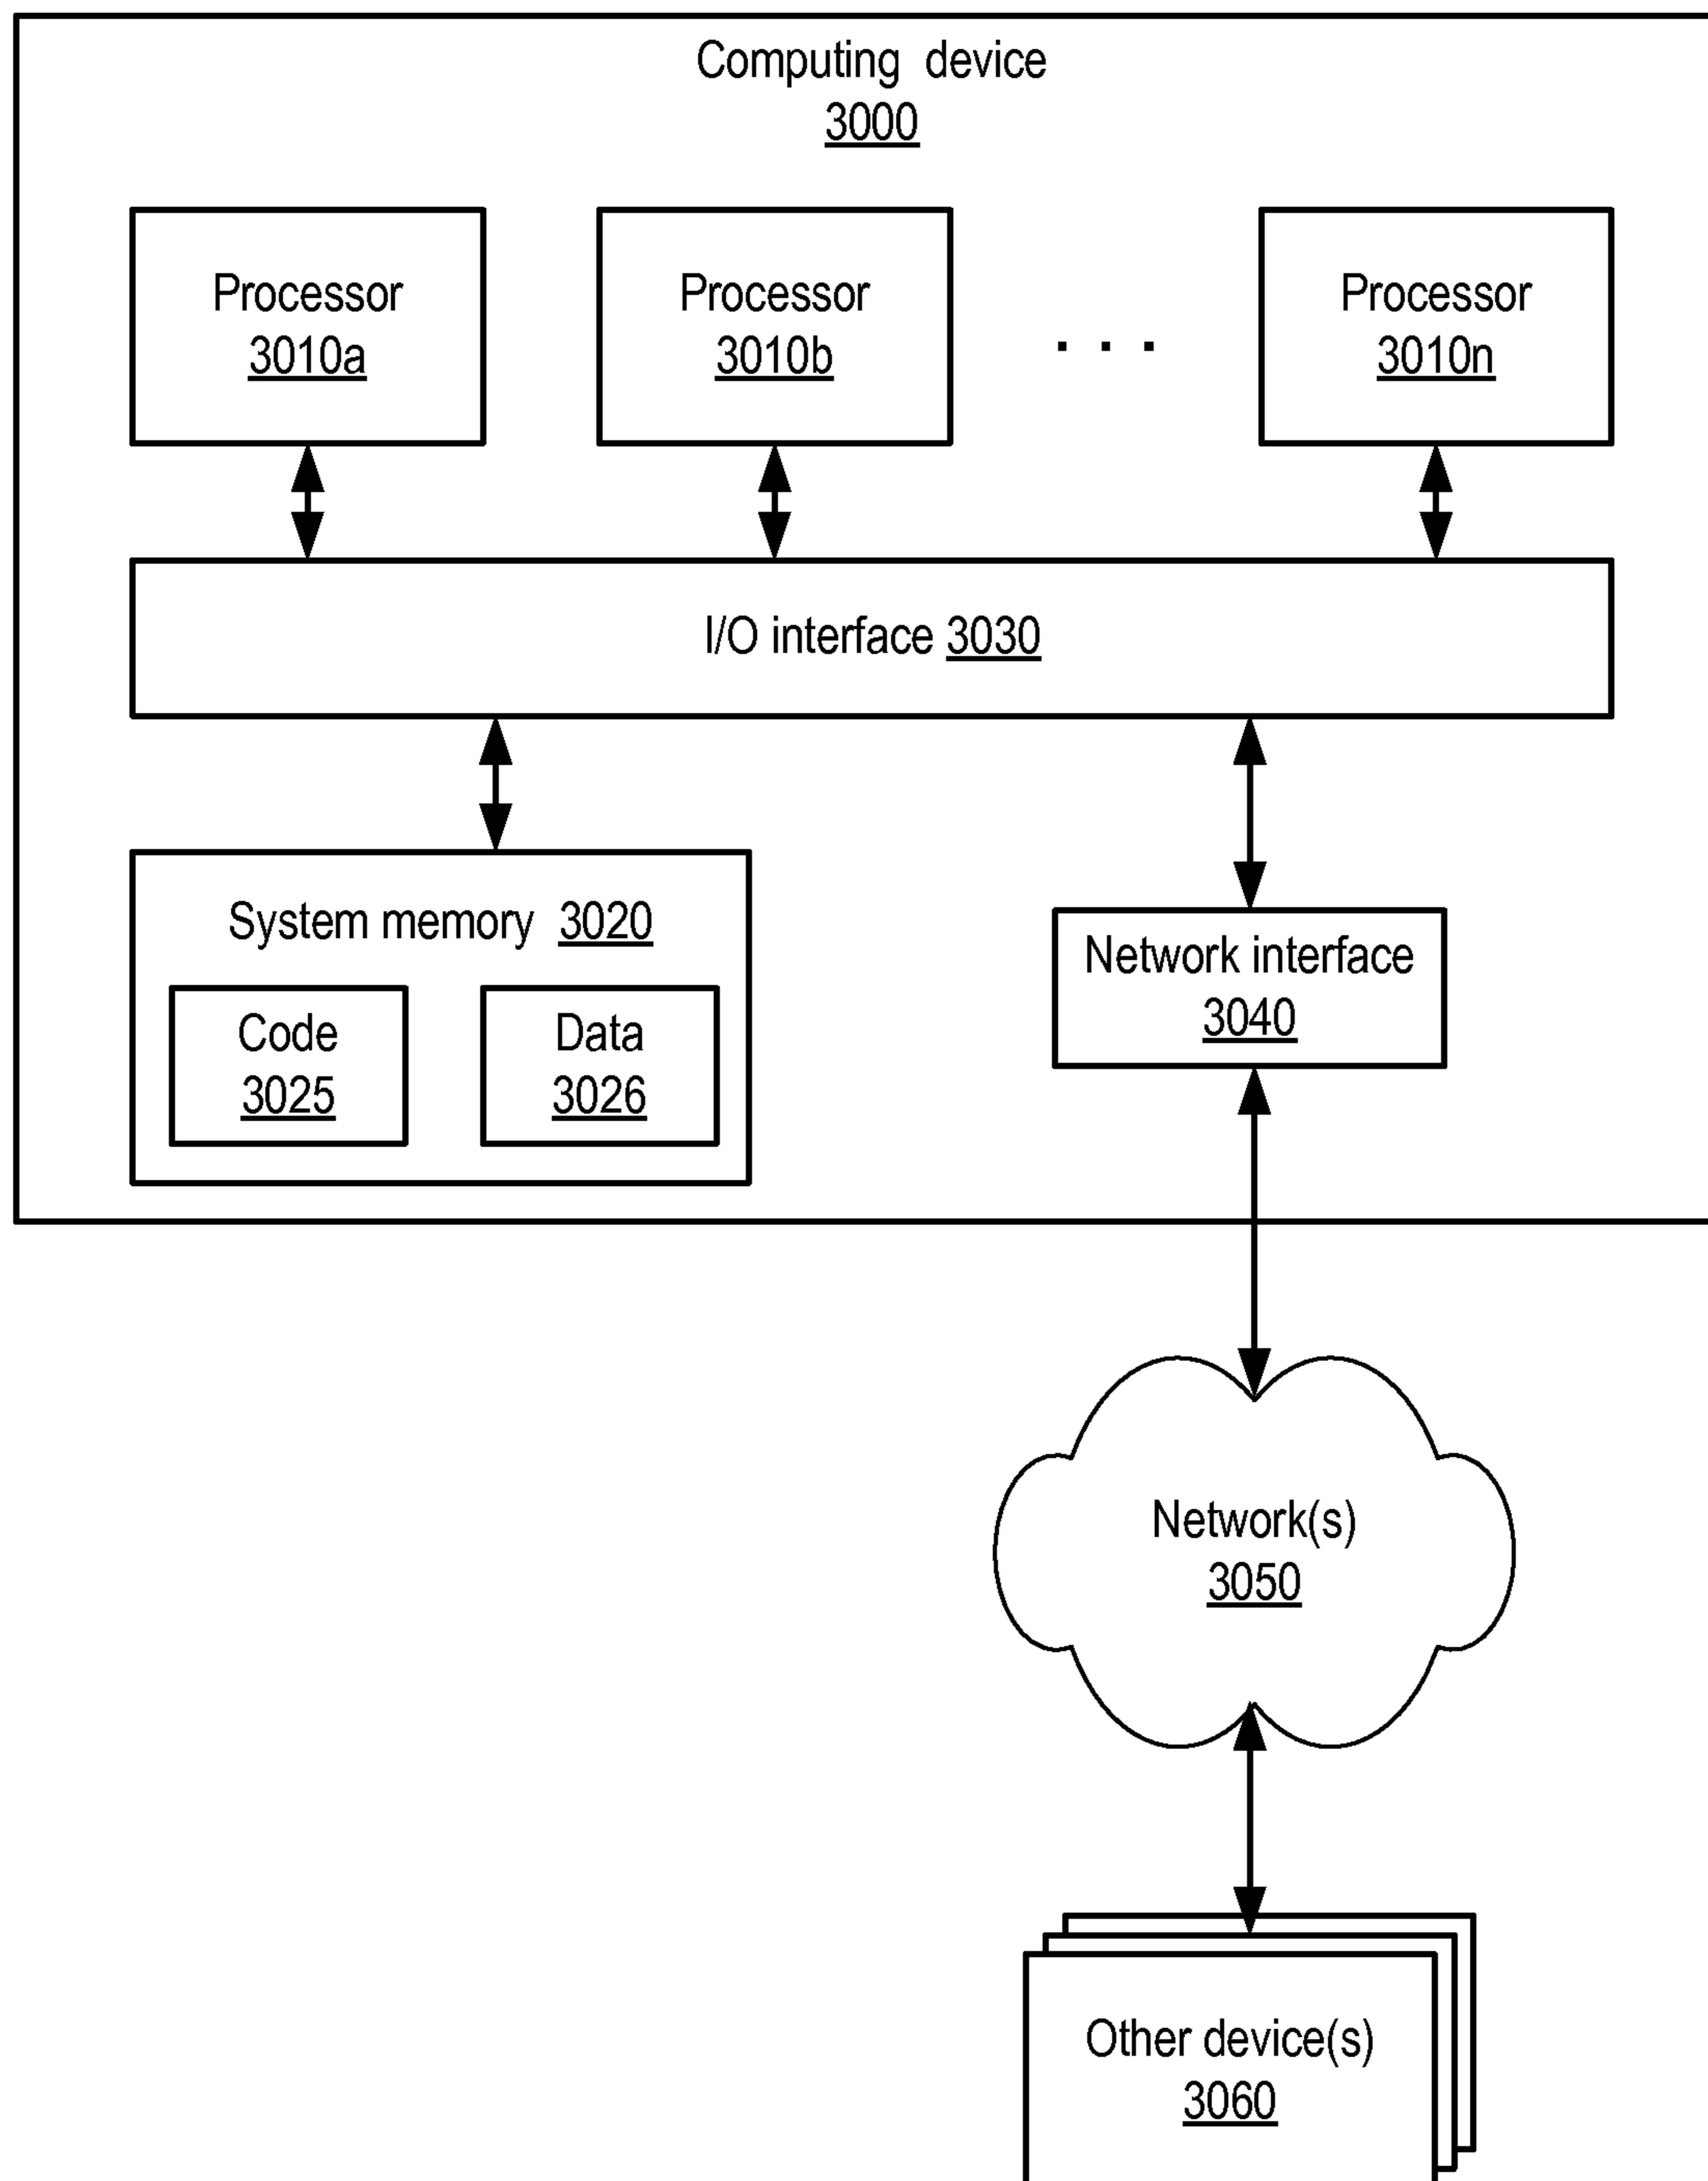 Computing device
3000
Processor
3010a
Processor
3010b
. . .
Processor
3010n
I/O interface 3030
System memory 3020
Code
3025
Data
3026
Network interface
3040
Network(s)
3050
Other device(s)
3060